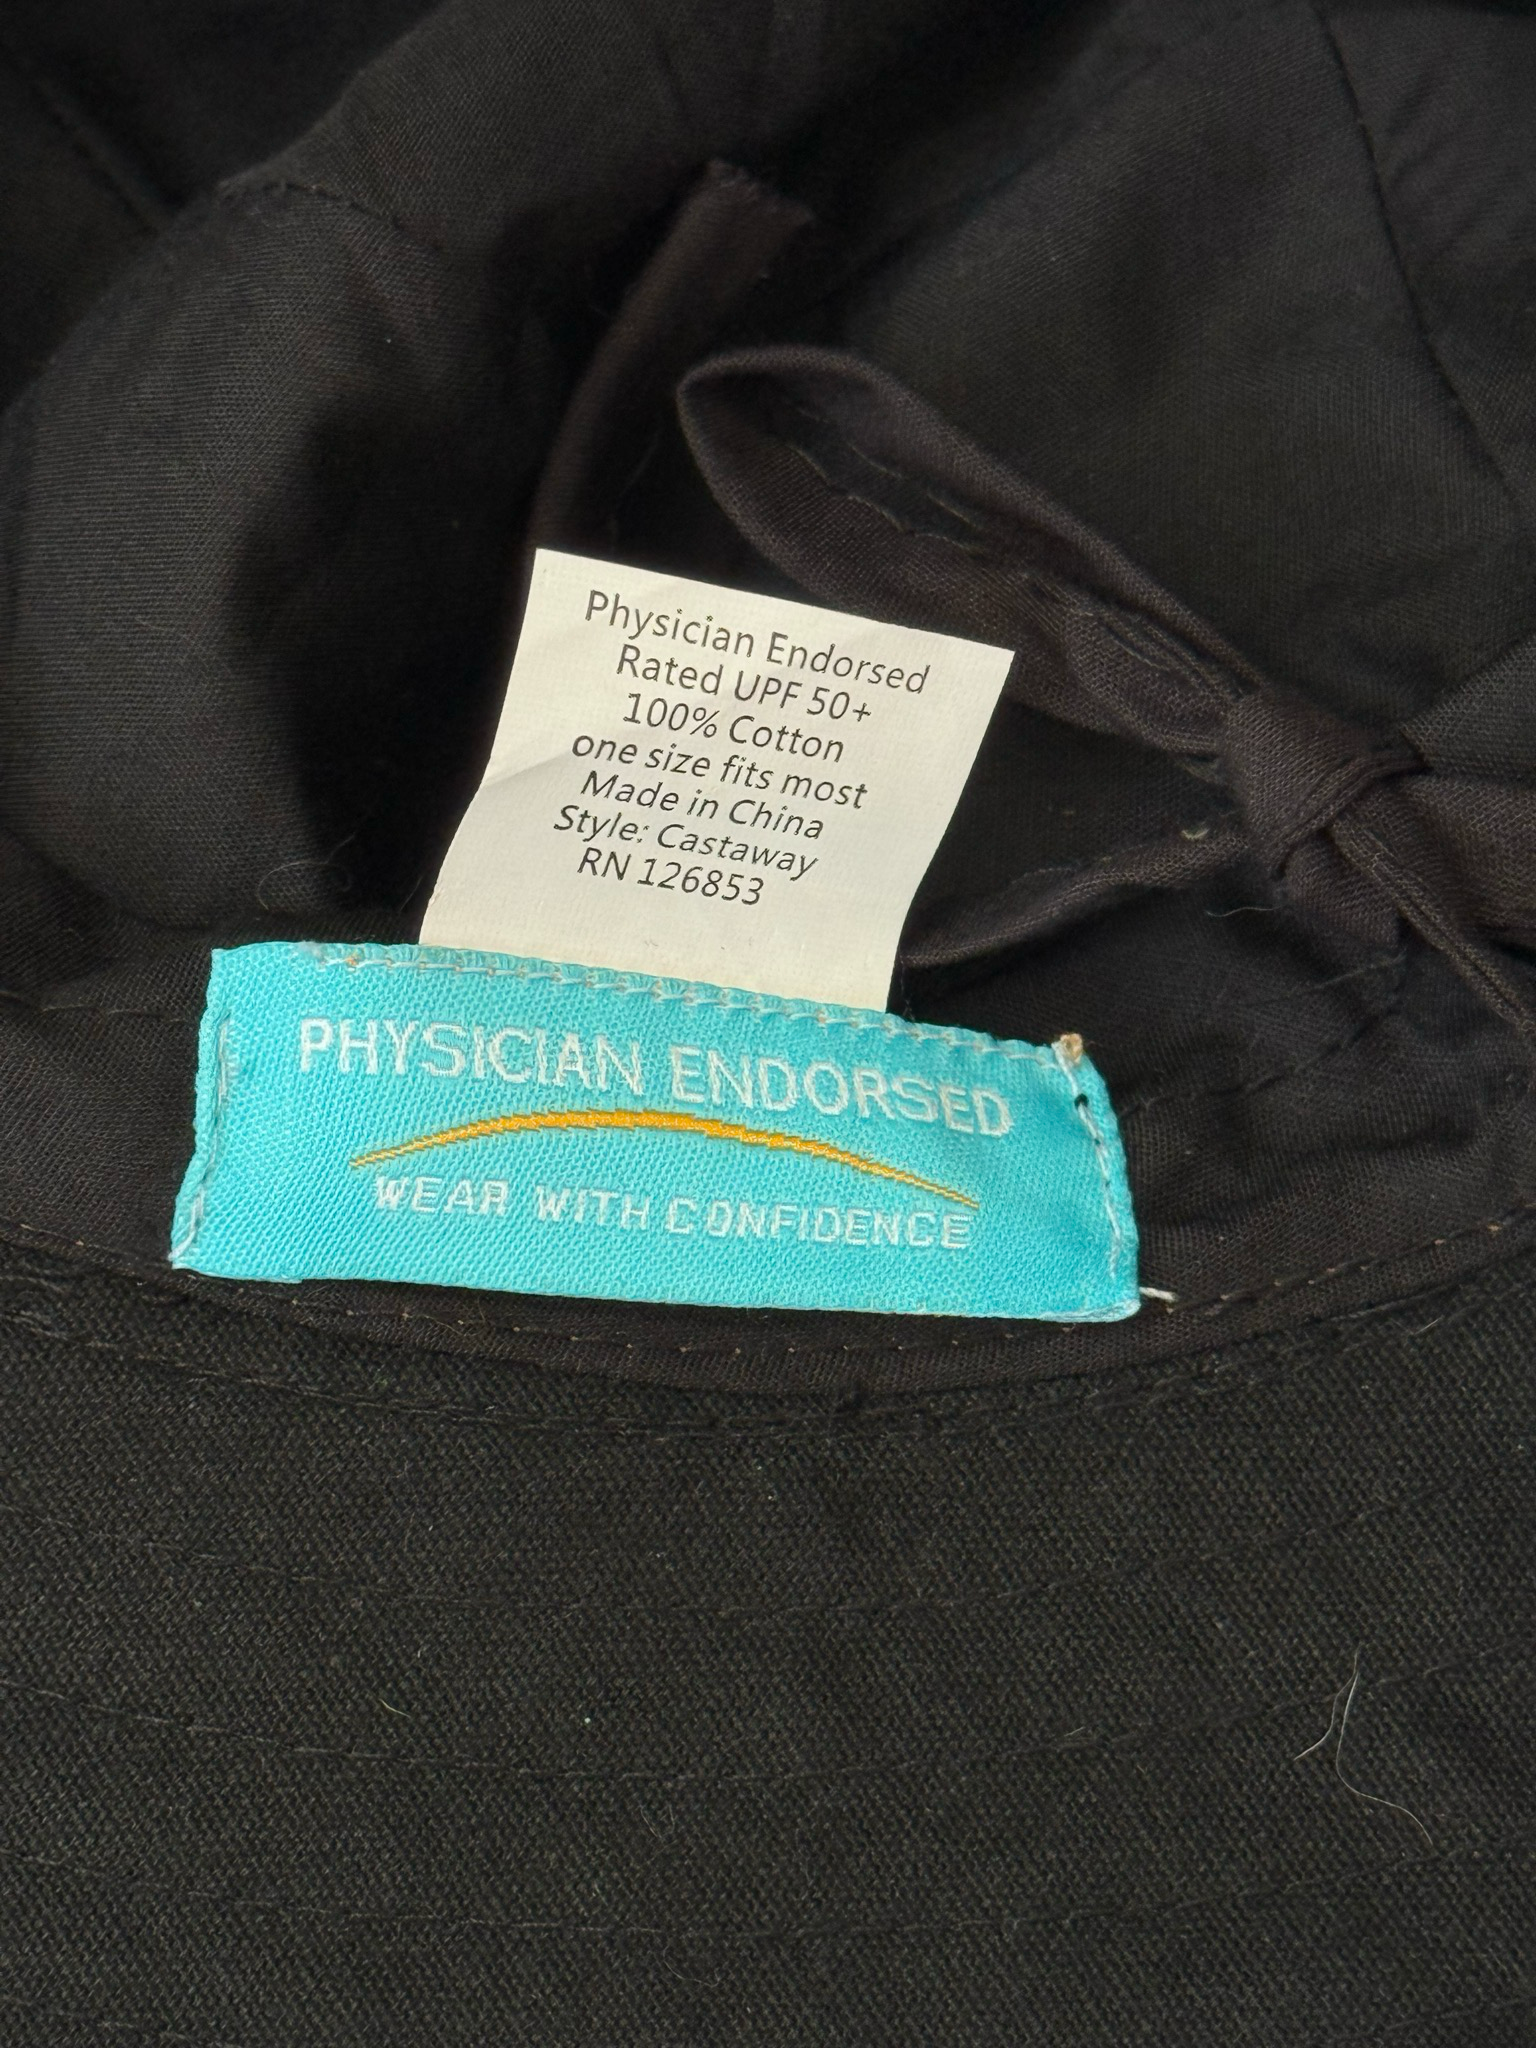 Physician Endorsed
Rated UPF 50+
100% Cotton
one size fits most
Made in China
Style: Castaway
RN 126853
PHYSICIAN ENDORSED
WEAR WITH CONFIDENCE